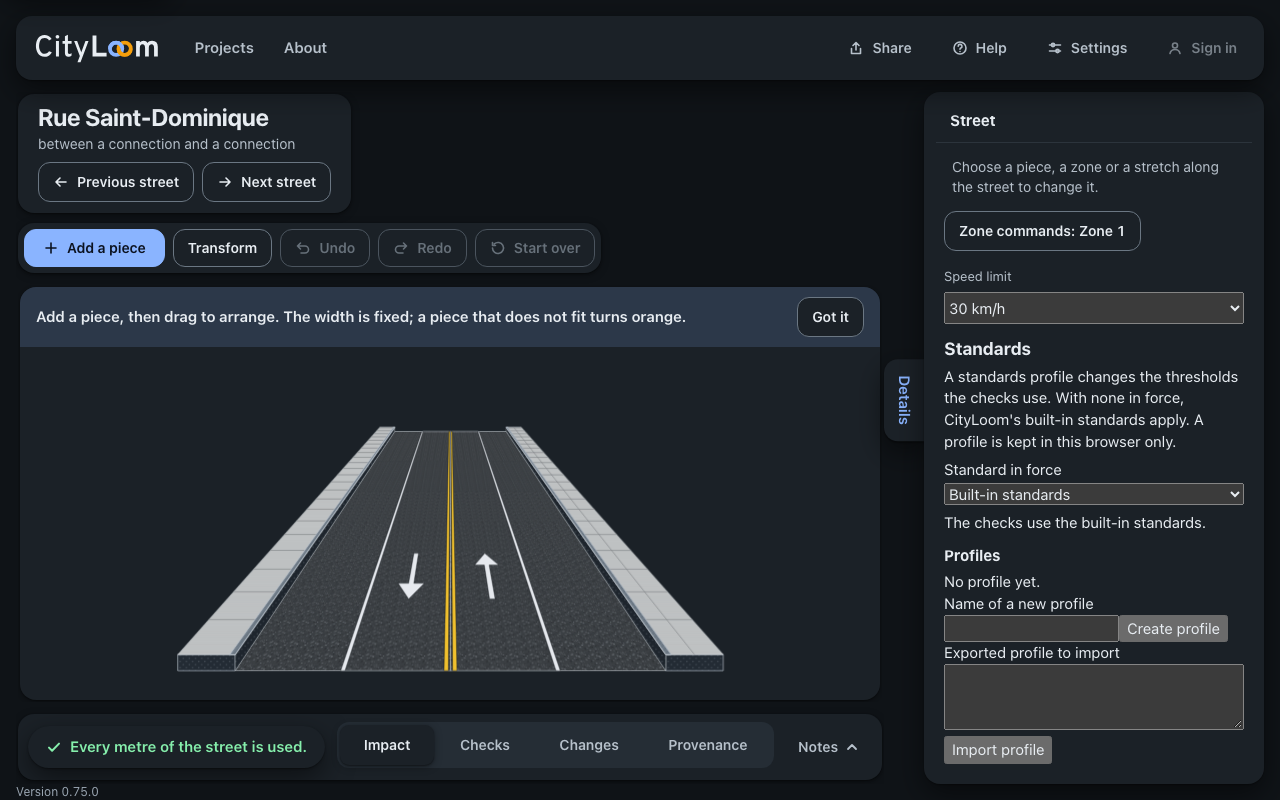 CityLoom
Projects
About
Share
Help
Settings
Sign in
Rue Saint-Dominique
between a connection and a connection
Previous street
Next street
Add a piece
Transform
Undo
Redo
Start over
Add a piece, then drag to arrange. The width is fixed; a piece that does not fit turns orange.
Got it
Details
Street
Choose a piece, a zone or a stretch along
the street to change it.
Zone commands: Zone 1
Speed limit
30 km/h
Standards
A standards profile changes the thresholds
the checks use. With none in force,
CityLoom's built-in standards apply. A
profile is kept in this browser only.
Standard in force
Built-in standards
The checks use the built-in standards.
Profiles
No profile yet.
Name of a new profile
Create profile
Exported profile to import
Import profile
Every metre of the street is used.
Impact
Checks
Changes
Provenance
Notes
Version 0.75.0